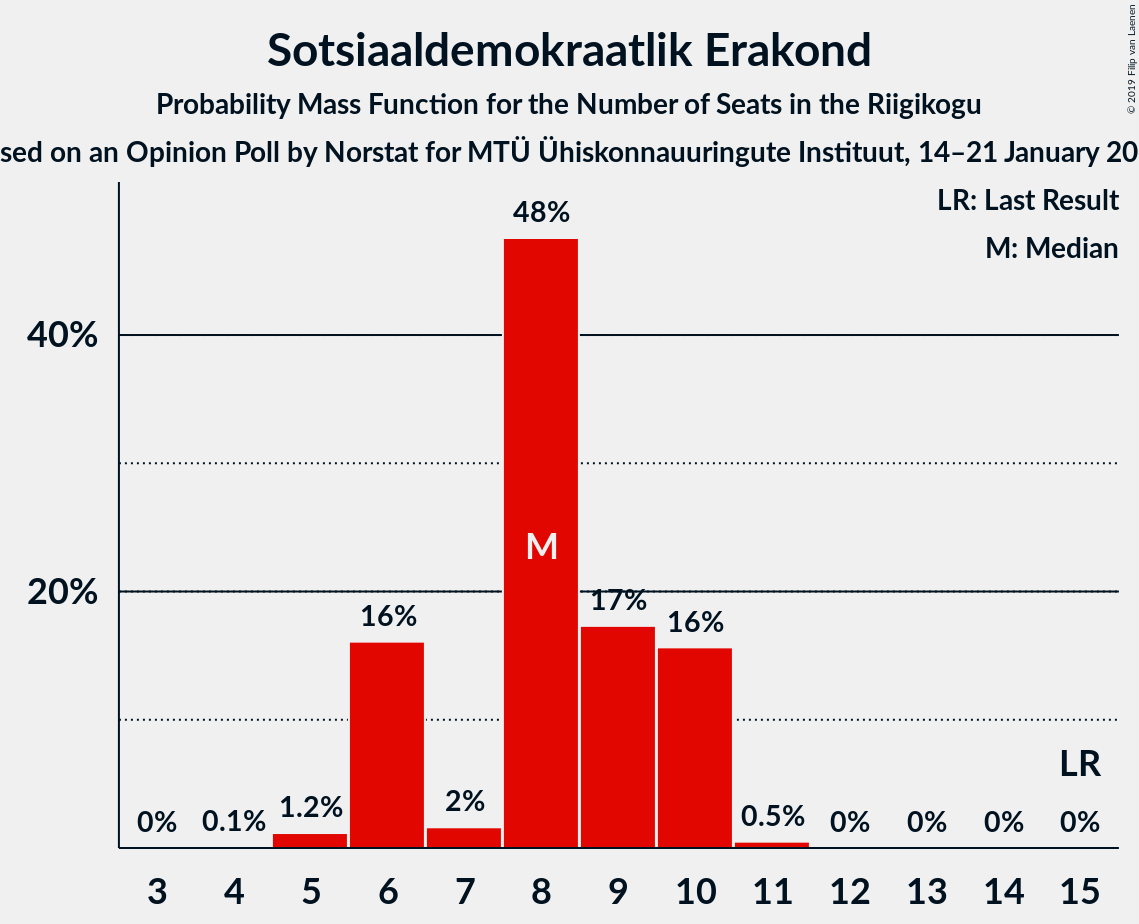 © 2019 Filip van Laenen
Sotsiaaldemokraatlik Erakond
Probability Mass Function for the Number of Seats in the Riigikogu
sed on an Opinion Poll by Norstat for MTÜ Ühiskonnauuringute Instituut, 14–21 January 20
LR: Last Result
M: Median
48%
40%
M
20%
17%
16%
16%
LR
2%
1.2%
0.5%
0%
0.1%
0%
0%
0%
0%
3 4 5 6 7 8 9 10 11 12 13 14 15